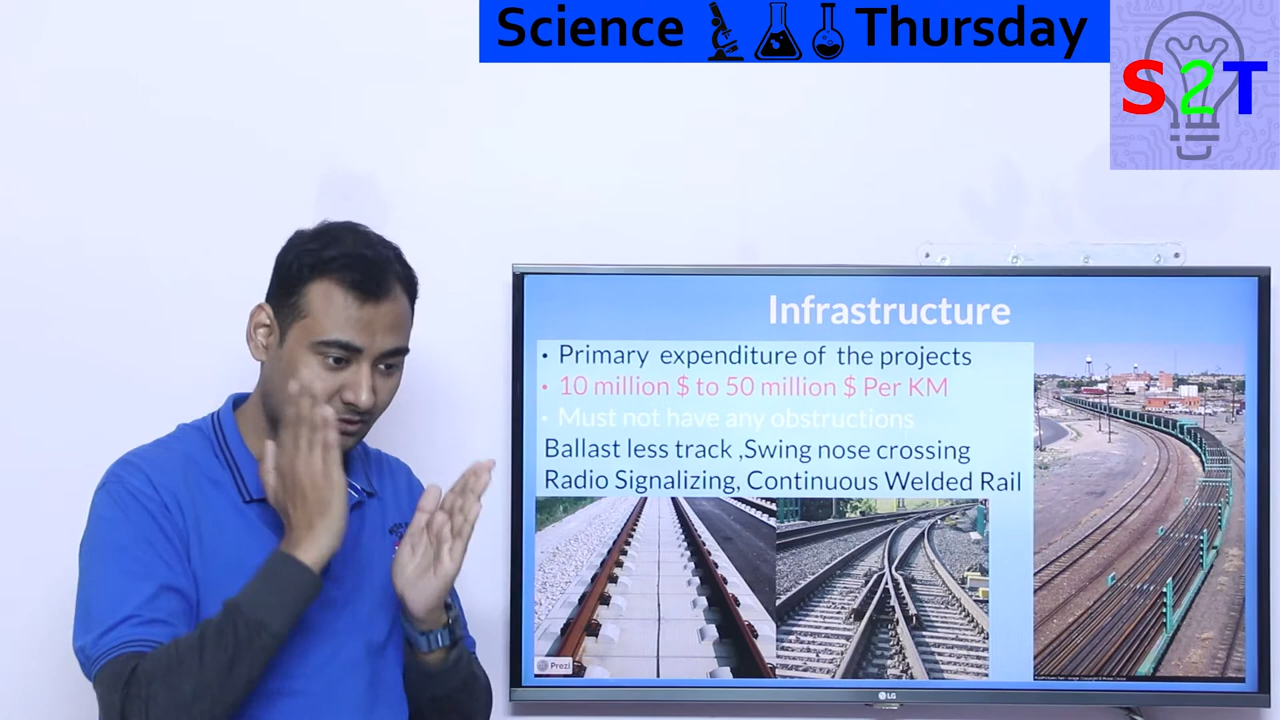 Science Thursday
S2T
Infrastructure
• Primary expenditure of the projects
• 10 million $ to 50 million $ Per KM
• Must not have any obstructions
Ballast less track ,Swing nose crossing
Radio Signalizing, Continuous Welded Rail
Prezi
LG